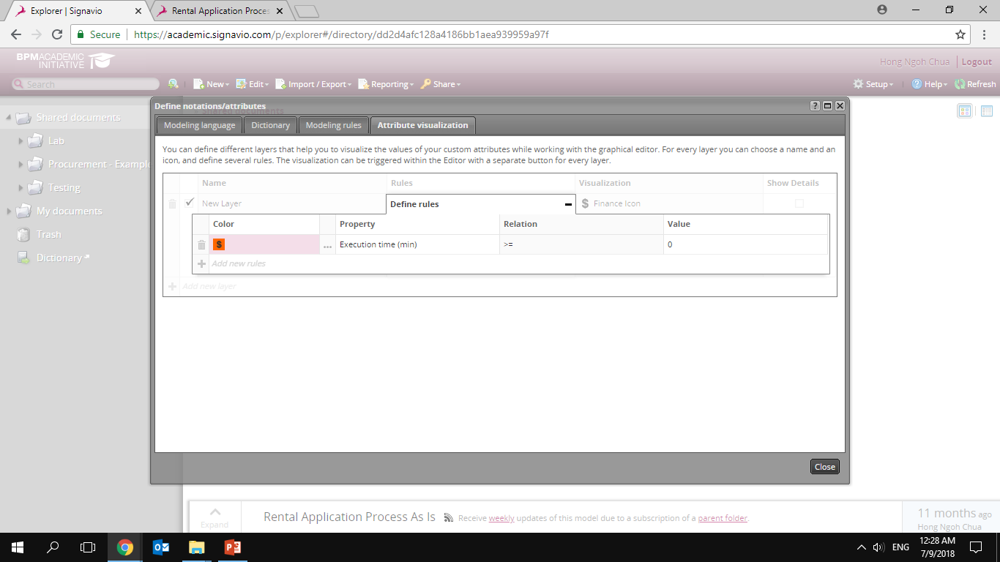 Explorer | Signavio
Rental Application Proces
Secure
https://academic.signavio.com/p/explorer#/directory/dd2d4afc128a4186bb1aea939959a97f
BPMACADEMIC
INITIATIVE
Hong Ngoh Chua
Logout
Search
New
Edit
Import / Export
Reporting
Share
Setup
Help
Refresh
Define notations/attributes
Shared documents
Modeling language
Dictionary
Modeling rules
Attribute visualization
Shared documents
Lab
Procurement - Example
Testing
My documents
Trash
Dictionary
You can define different layers that help you to visualize the values of your custom attributes while working with the graphical editor. For every layer you can choose a name and an
icon, and define several rules. The visualization can be triggered within the Editor with a separate button for every layer.
Name
Rules
Visualization
Show Details
New Layer
Define rules
$ Finance Icon
Color
Property
Relation
Value
$
...
Execution time (min)
>=
0
Add new rules
Add new layer
Close
Expand
Rental Application Process As Is
Receive weekly updates of this model due to a subscription of a parent folder.
11 months ago
Hong Ngoh Chua
ENG
12:28 AM
7/9/2018